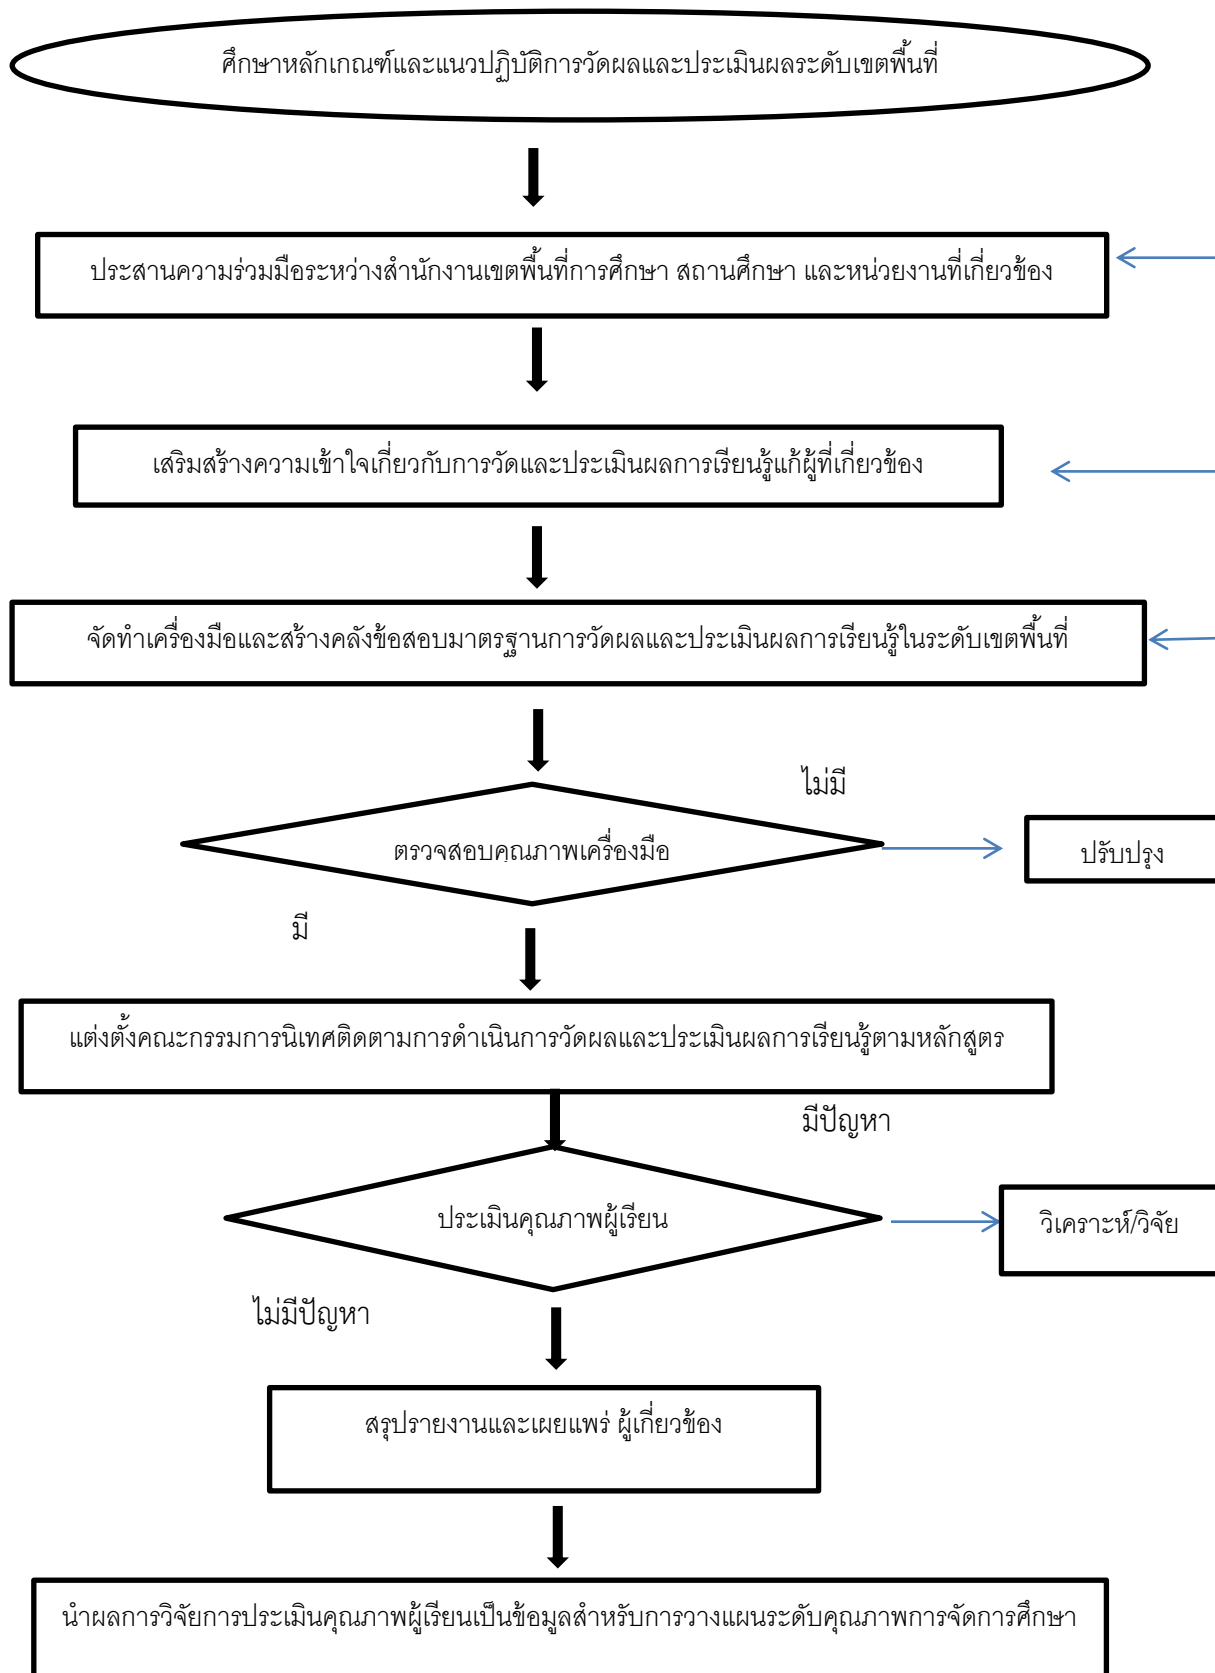 ศึกษาหลักเกณฑ์และแนวปฏิบัติการวัดผลและประเมินผลระดับเขตพื้นที่
ประสานความร่วมมือระหว่างสำนักงานเขตพื้นที่การศึกษา สถานศึกษา และหน่วยงานที่เกี่ยวข้อง
เสริมสร้างความเข้าใจเกี่ยวกับการวัดและประเมินผลการเรียนรู้แก้ผู้ที่เกี่ยวข้อง
จัดทำเครื่องมือและสร้างคลังข้อสอบมาตรฐานการวัดผลและประเมินผลการเรียนรู้ในระดับเขตพื้นที่
ไม่มี
ตรวจสอบคุณภาพเครื่องมือ
ปรับปรุง
มี
แต่งตั้งคณะกรรมการนิเทศติดตามการดำเนินการวัดผลและประเมินผลการเรียนรู้ตามหลักสูตร
มีปัญหา
ประเมินคุณภาพผู้เรียน
วิเคราะห์/วิจัย
ไม่มีปัญหา
สรุปรายงานและเผยแพร่ ผู้เกี่ยวข้อง
นำผลการวิจัยการประเมินคุณภาพผู้เรียนเป็นข้อมูลสำหรับการวางแผนระดับคุณภาพการจัดการศึกษา